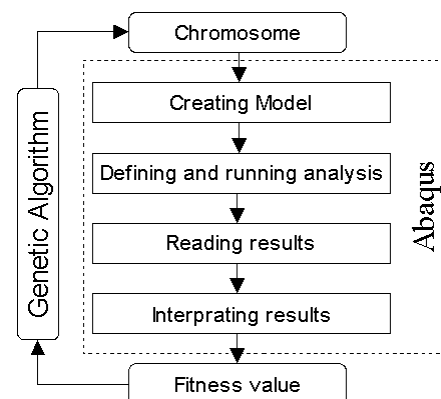 Chromosome
Creating Model
Defining and running analysis
Reading results
Interprating results
Fitness value
Genetic Algorithm
Abaqus